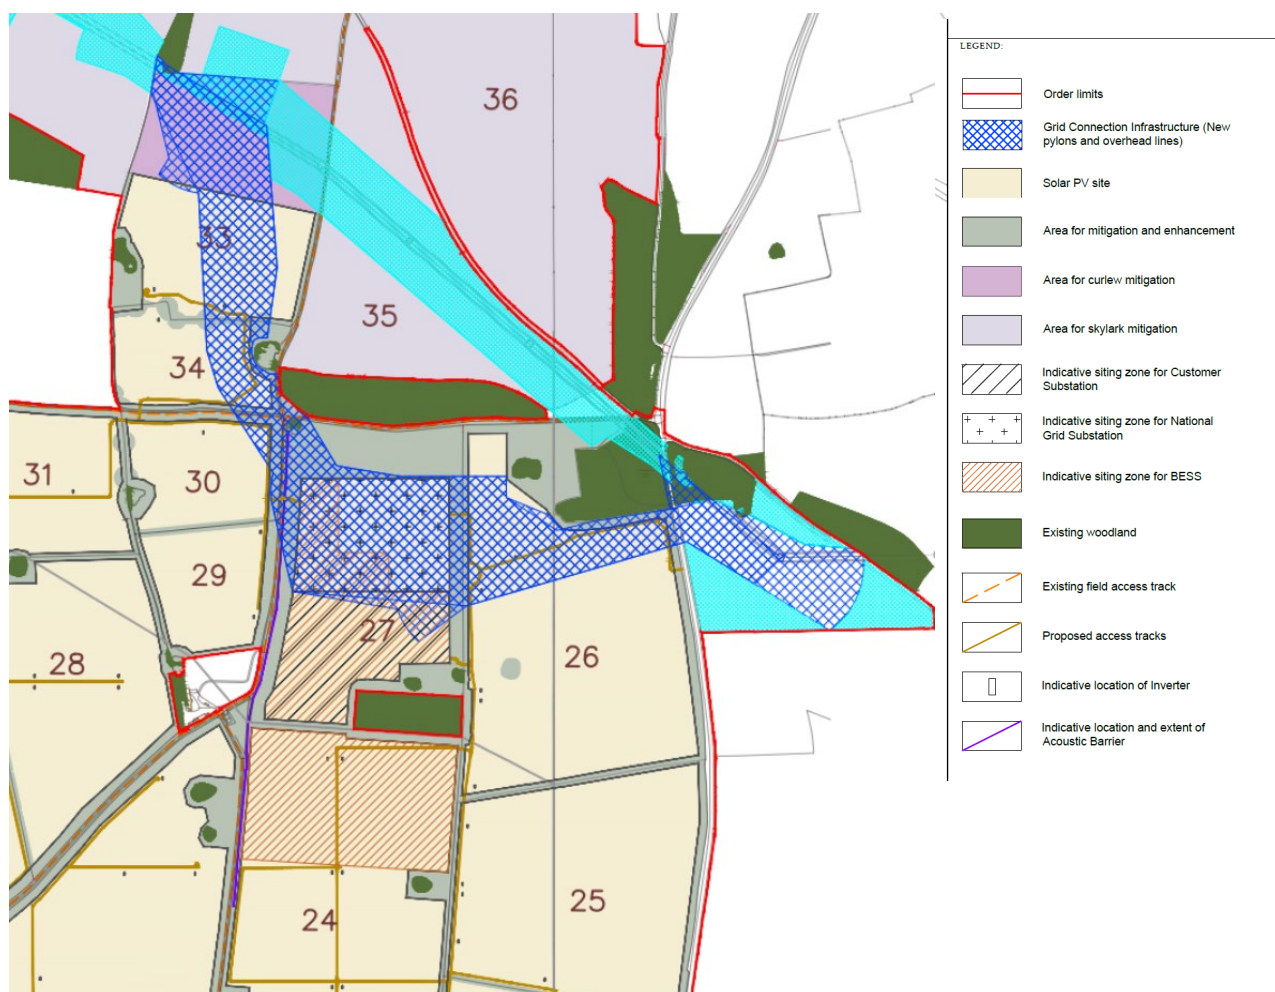 36
33
35
34
31
30
29
27
28
26
25
24
LEGEND:
Order limits
Grid Connection Infrastructure (New
pylons and overhead lines)
Solar PV site
Area for mitigation and enhancement
Area for curlew mitigation
Area for skylark mitigation
Indicative siting zone for Customer
Substation
Indicative siting zone for National
Grid Substation
Indicative siting zone for BESS
Existing woodland
Existing field access track
Proposed access tracks
Indicative location of Inverter
Indicative location and extent of
Acoustic Barrier